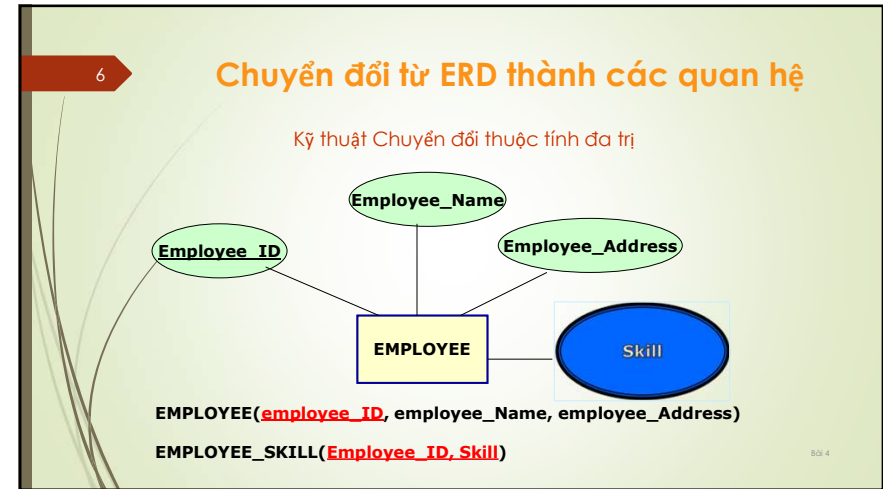 6
Chuyển đổi từ ERD thành các quan hệ
Kỹ thuật Chuyển đổi thuộc tính đa trị
Employee_Name
Employee_ID
Employee_Address
EMPLOYEE
Skill
EMPLOYEE(employee_ID, employee_Name, employee_Address)
EMPLOYEE_SKILL(Employee_ID, Skill)
Bài 4